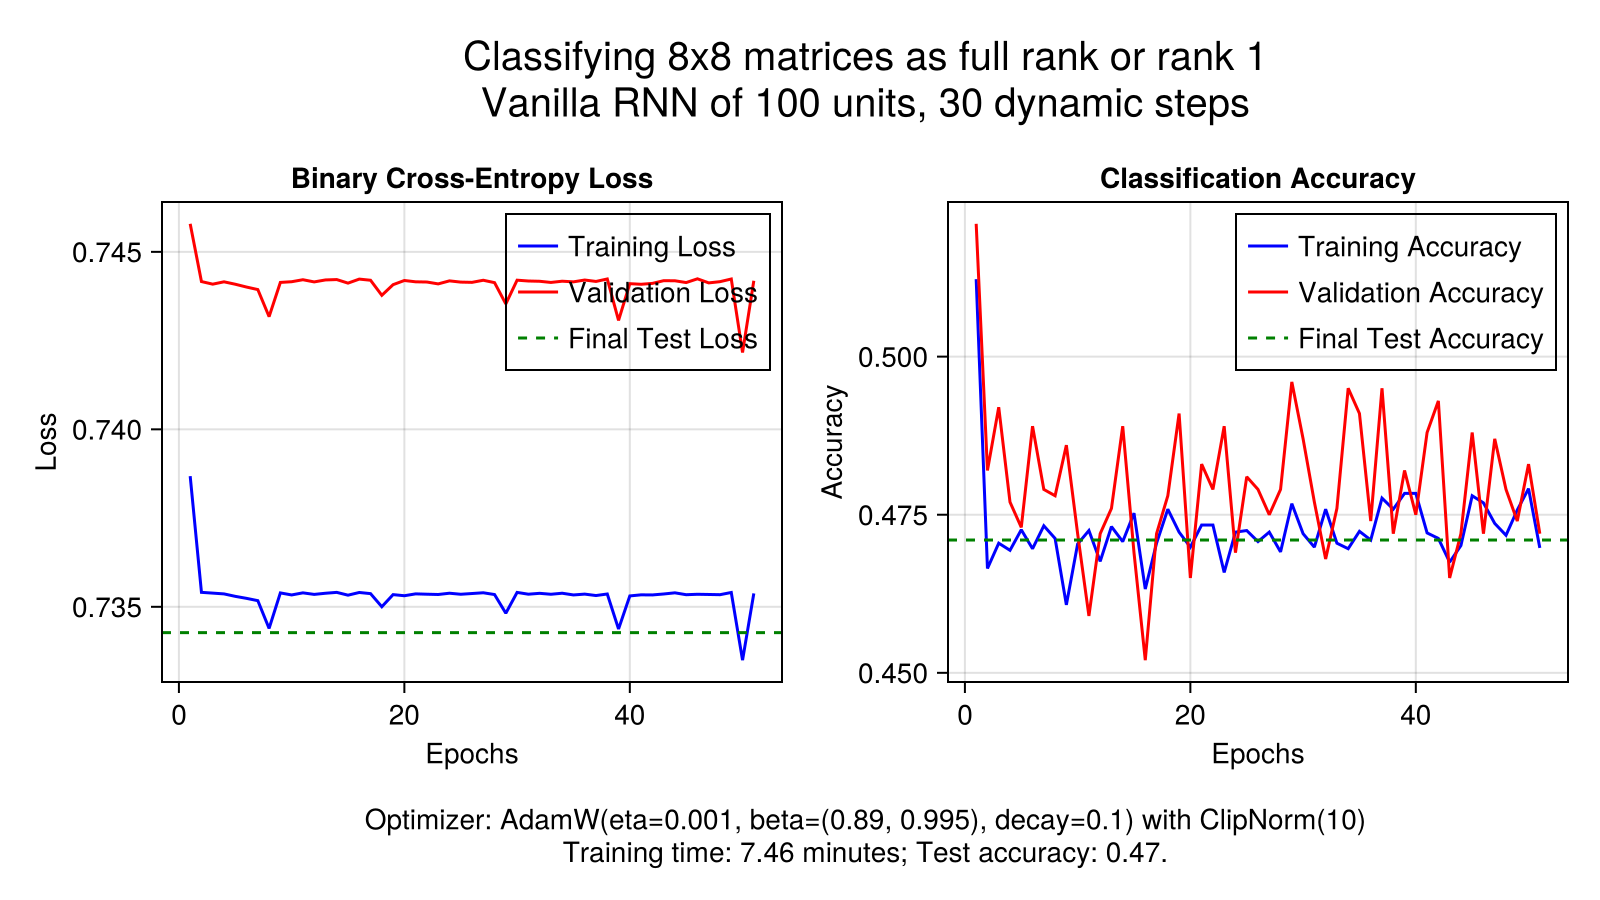 Classifying 8x8 matrices as full rank or rank 1
Vanilla RNN of 100 units, 30 dynamic steps
Binary Cross-Entropy Loss
Training Loss
Validation Loss
Final Test Loss
0.745
0.740
0.735
Loss
0
20
40
Epochs
Classification Accuracy
Training Accuracy
Validation Accuracy
Final Test Accuracy
0.500
0.475
0.450
Accuracy
0
20
40
Epochs
Optimizer: AdamW(eta=0.001, beta=(0.89, 0.995), decay=0.1) with ClipNorm(10)
Training time: 7.46 minutes; Test accuracy: 0.47.